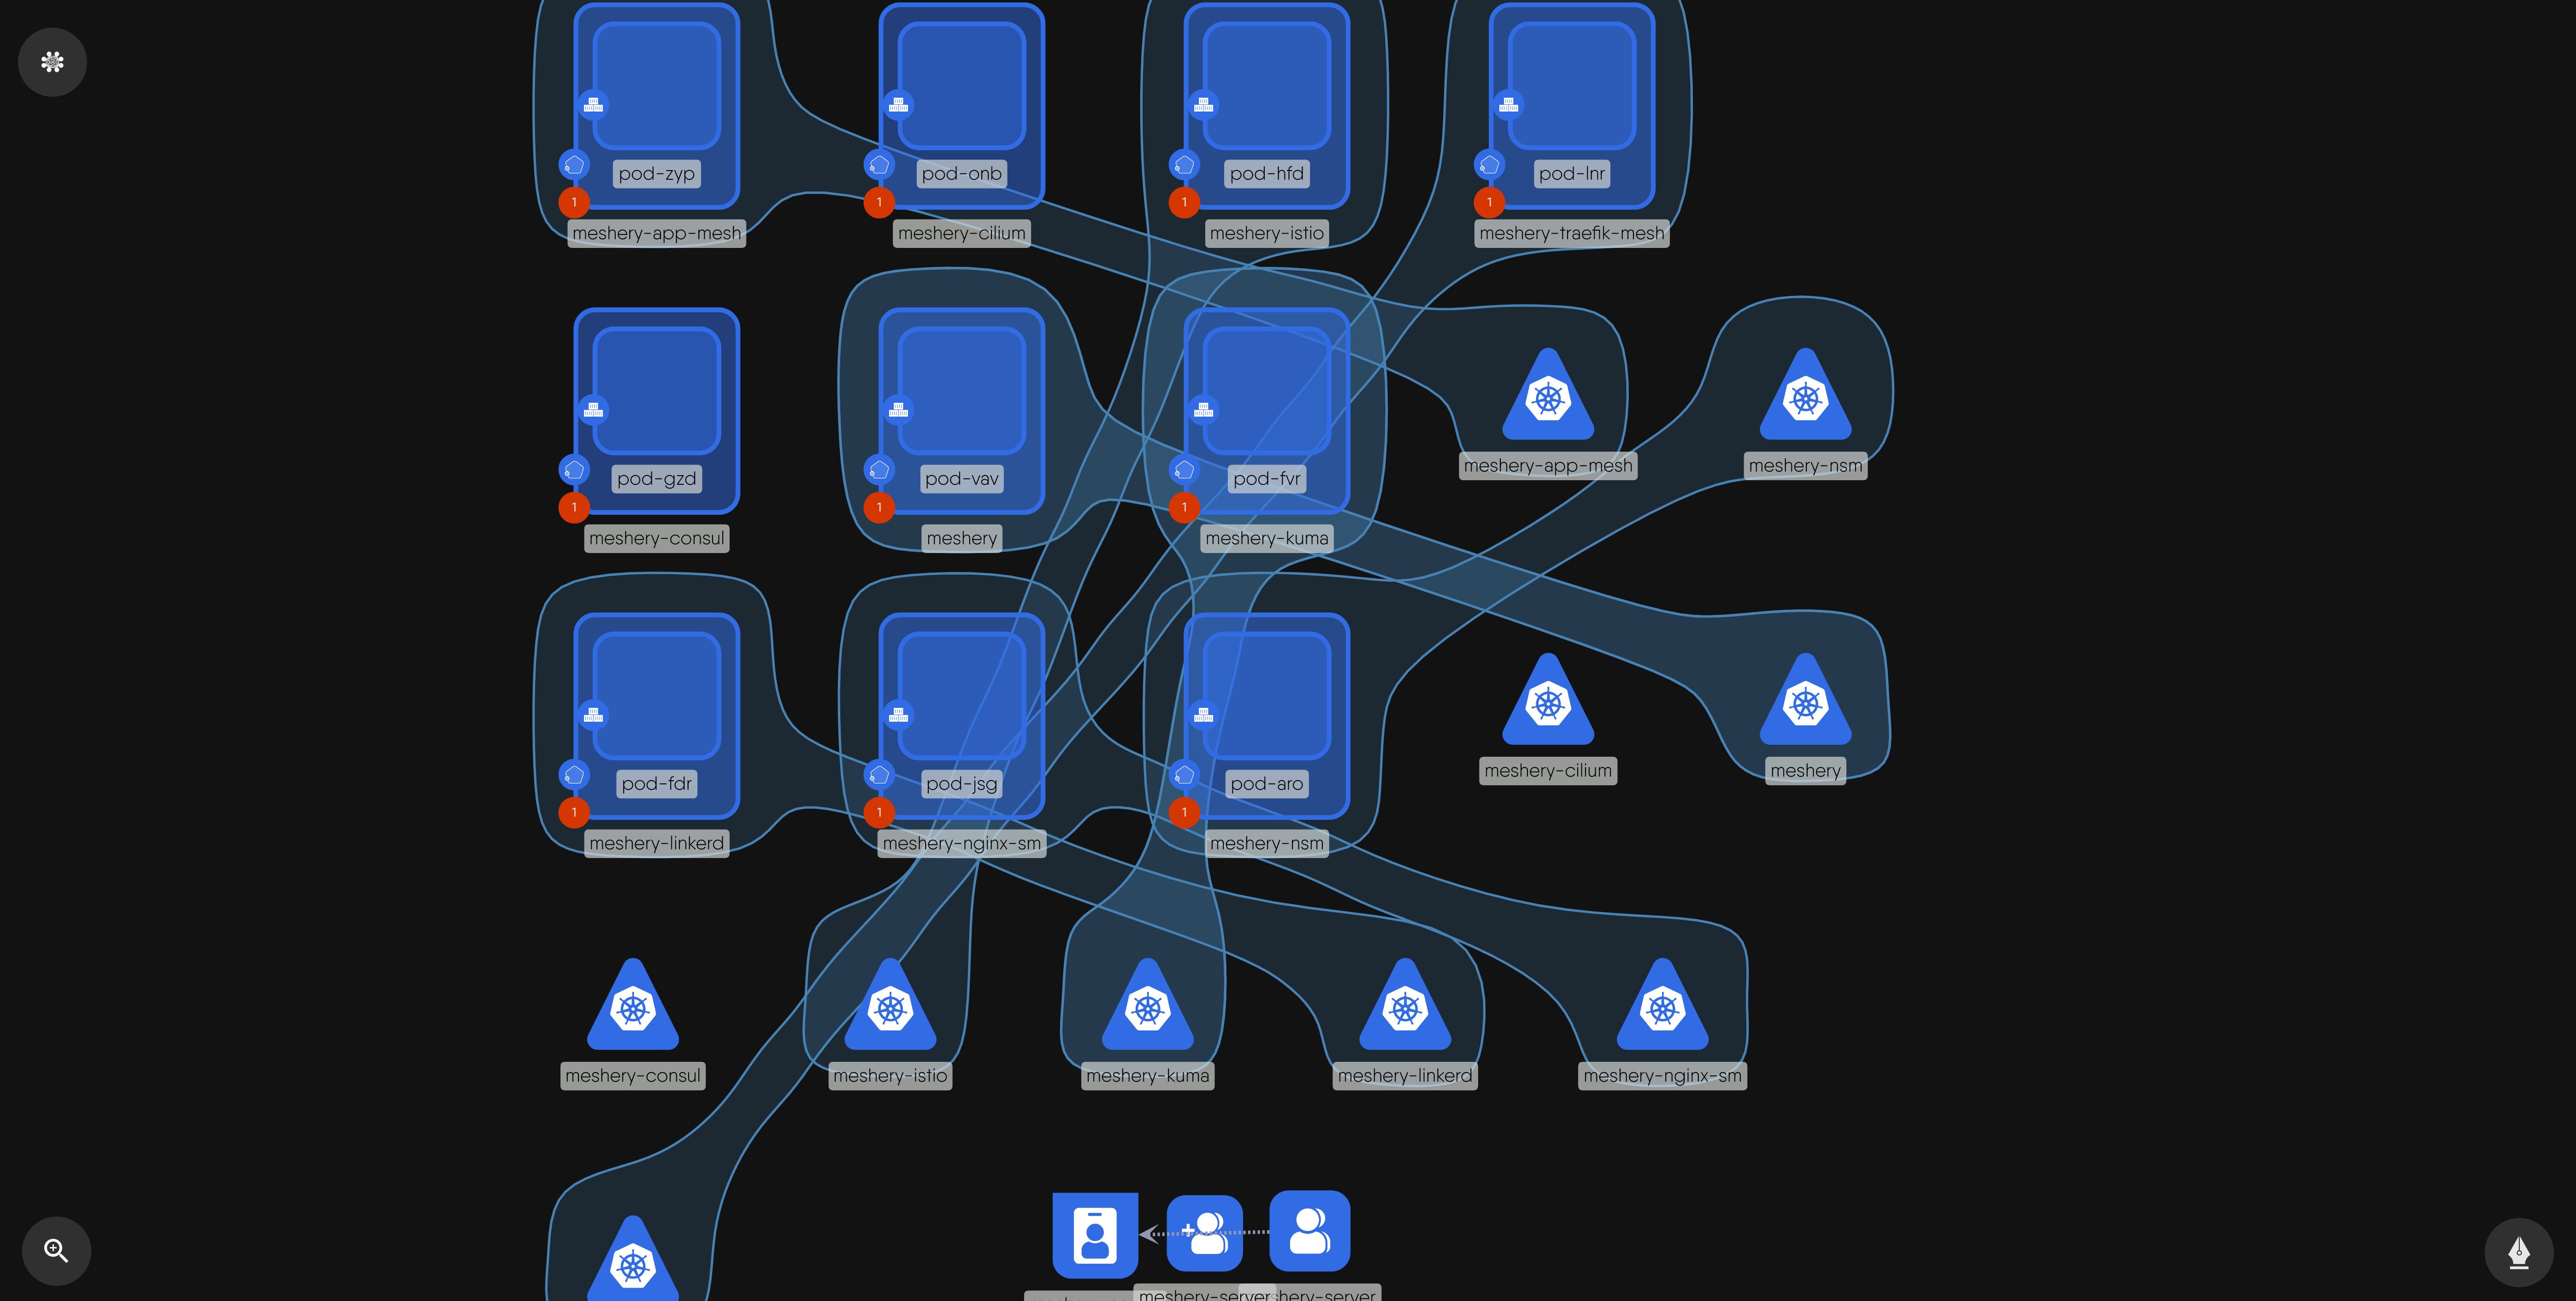 pod-zyp
pod-onb
pod-hfd
pod-lnr
1
1
1
1
meshery-app-mesh
meshery-cilium
meshery-istio
meshery-traefik-mesh
meshery-app-mesh
meshery-nsm
pod-gzd
pod-vav
pod-fvr
1
1
1
meshery-consul
meshery
meshery-kuma
meshery-cilium
meshery
pod-fdr
pod-jsg
pod-aro
1
1
1
meshery-linkerd
meshery-nginx-sm
meshery-nsm
meshery-consul
meshery-istio
meshery-kuma
meshery-linkerd
meshery-nginx-sm
meshery-server